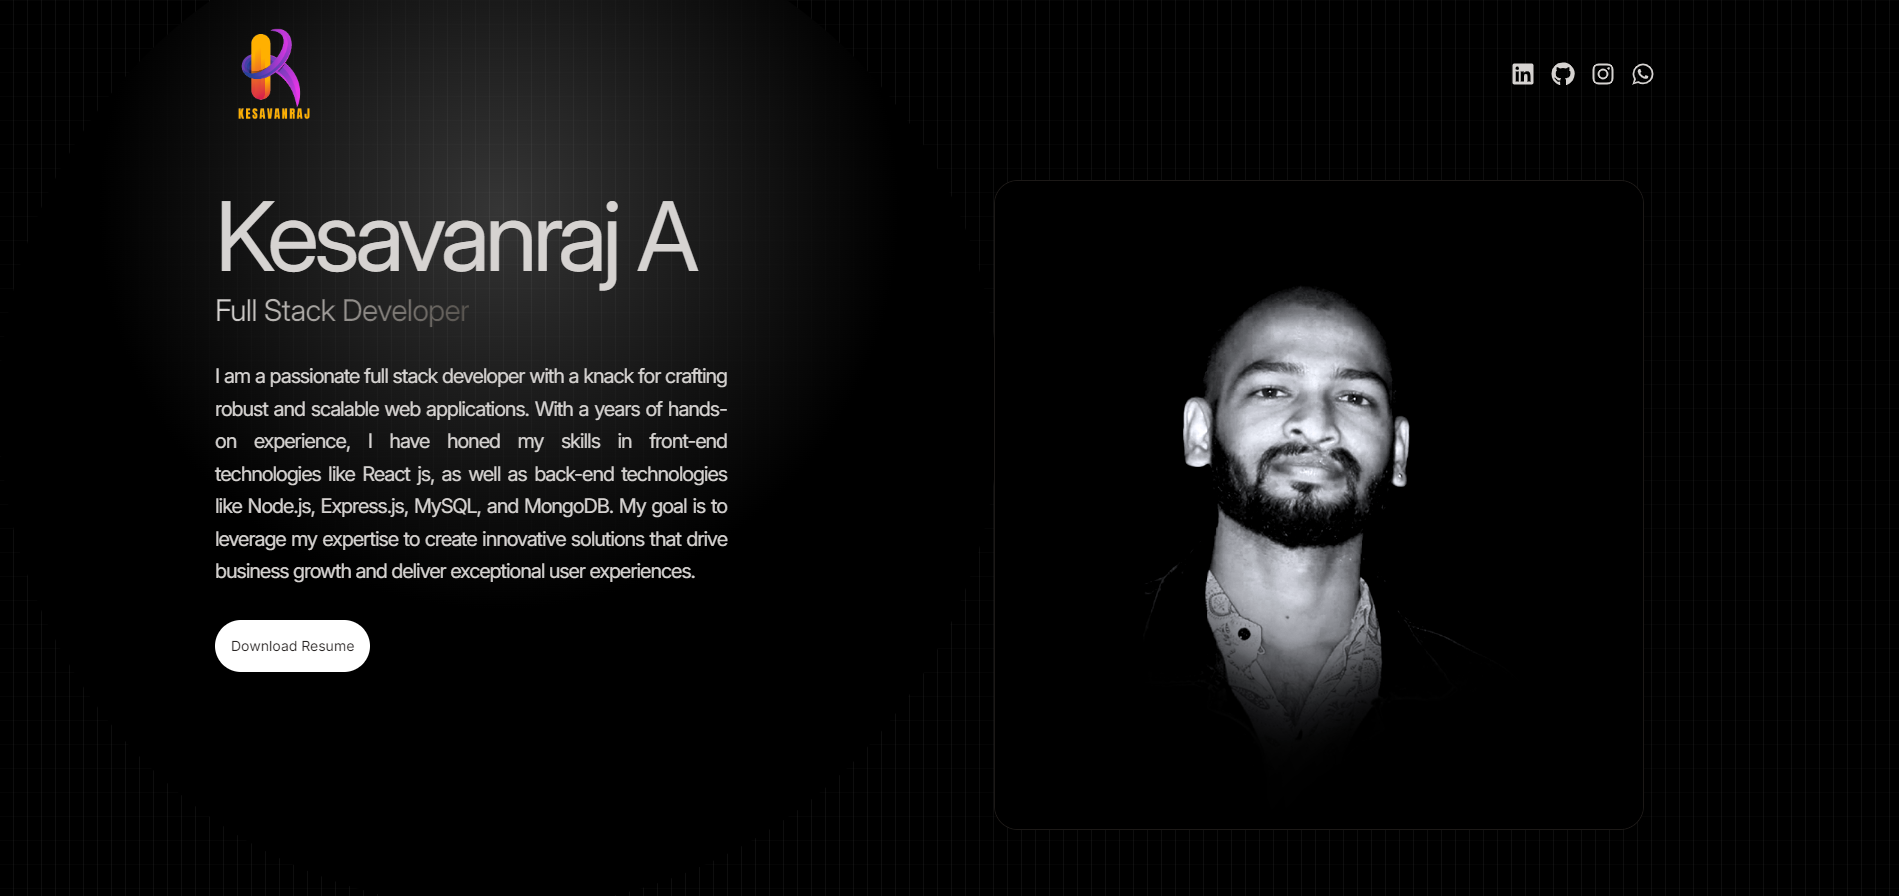 KESAVANRAJ
Kesavanraj A
Full Stack Developer
I am a passionate full stack developer with a knack for crafting
robust and scalable web applications. With a years of hands-
on experience, I have honed my skills in front-end
technologies like React js, as well as back-end technologies
like Node.js, Express.js, MySQL, and MongoDB. My goal is to
leverage my expertise to create innovative solutions that drive
business growth and deliver exceptional user experiences.
Download Resume